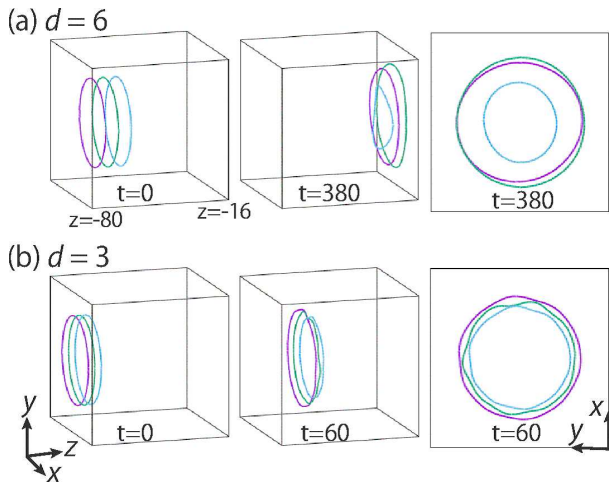 (a) d = 6
t=0
z=-80
z=-16
t=380
t=380
(b) d = 3
t=0
t=60
t=60
y
z
x
x
y